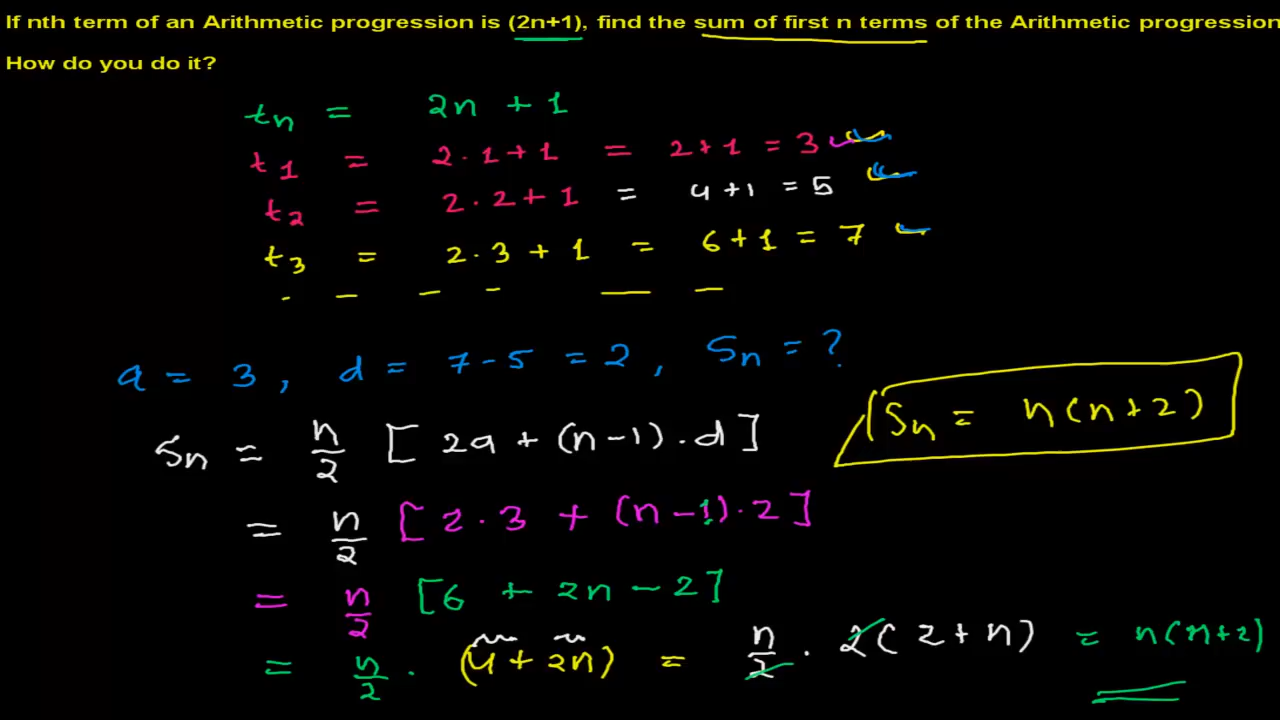 If nth term of an Arithmetic progression is (2n+1), find the sum of first n terms of the Arithmetic progression
How do you do it?
tn = 2n + 1
t1 = 2·1+1 = 2+1 = 3
t2 = 2·2+1 = 4+1 = 5
t3 = 2·3+1 = 6+1 = 7
a = 3, d = 7-5 = 2, Sn = ?
Sn = n(n+2)
Sn = n/2 [2a+(n-1)·d]
= n/2 [2·3 + (n-1)·2]
= n/2 [6 + 2n - 2]
= n/2 · (4+2n) = n/2 · 2(2+n) = n(n+2)